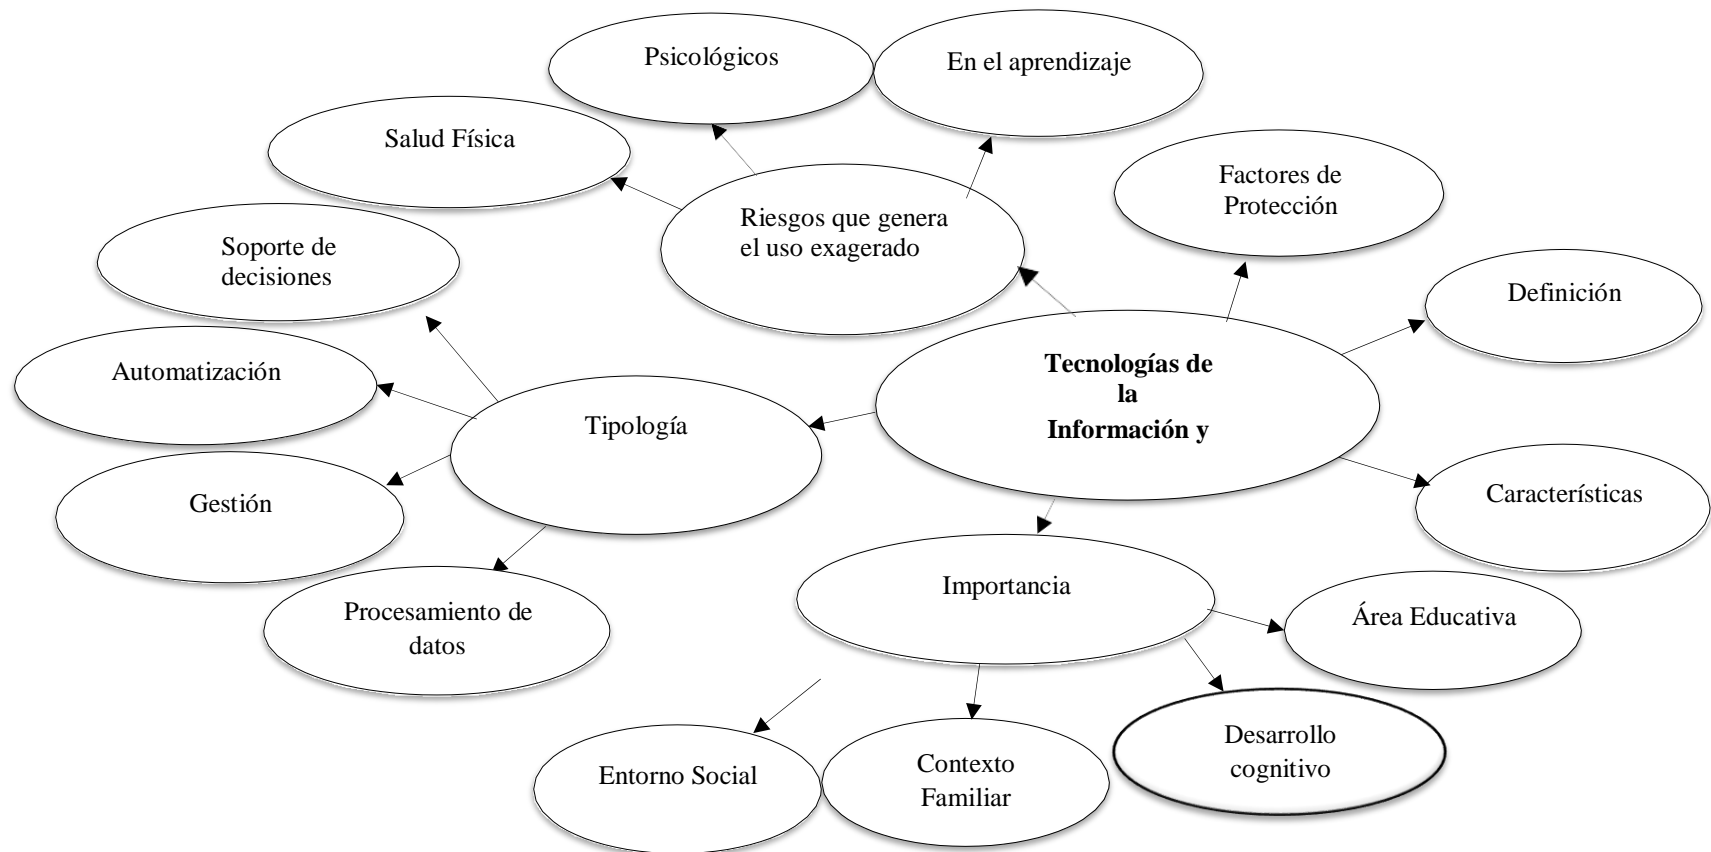 Psicológicos
En el aprendizaje
Salud Física
Factores de
Protección
Riesgos que genera
el uso exagerado
Soporte de
decisiones
Definición
Automatización
Tecnologías de
la
Información y
Tipología
Gestión
Características
Procesamiento de
datos
Importancia
Área Educativa
Entorno Social
Contexto
Familiar
Desarrollo
cognitivo